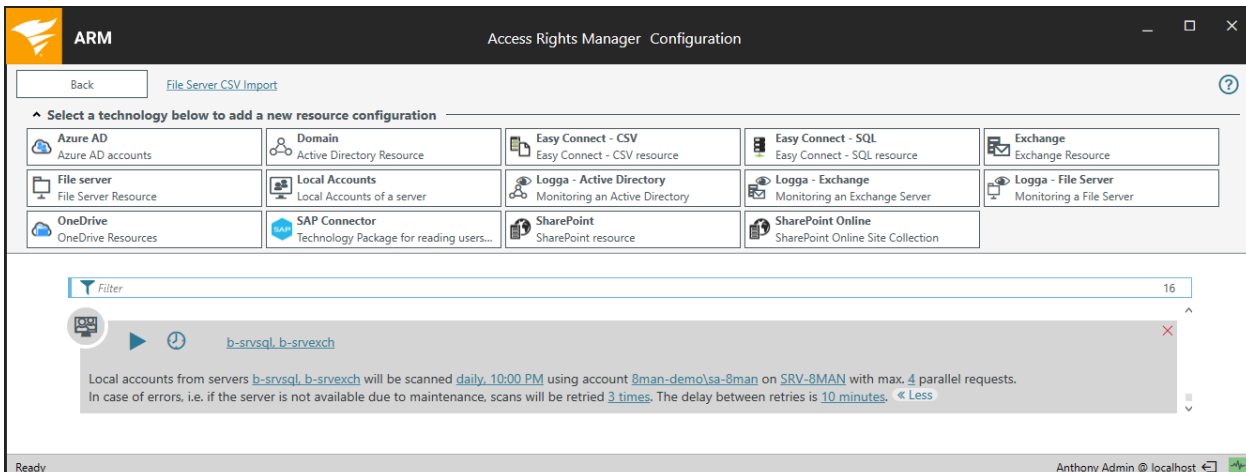 ARM
Access Rights Manager Configuration
Back
File Server CSV Import
Select a technology below to add a new resource configuration
Azure AD
Azure AD accounts
Domain
Active Directory Resource
Easy Connect - CSV
Easy Connect - CSV resource
Easy Connect - SQL
Easy Connect - SQL resource
Exchange
Exchange Resource
File server
File Server Resource
Local Accounts
Local Accounts of a server
Logga - Active Directory
Monitoring an Active Directory
Logga - Exchange
Monitoring an Exchange Server
Logga - File Server
Monitoring a File Server
OneDrive
OneDrive Resources
SAP
SAP Connector
Technology Package for reading users...
SharePoint
SharePoint resource
SharePoint Online
SharePoint Online Site Collection
Filter
16
b-srvsql, b-srvexch
Local accounts from servers b-srvsql, b-srvexch will be scanned daily, 10:00 PM using account 8man-demo\sa-8man on SRV-8MAN with max. 4 parallel requests.
In case of errors, i.e. if the server is not available due to maintenance, scans will be retried 3 times. The delay between retries is 10 minutes. « Less
Ready
Anthony Admin @ localhost